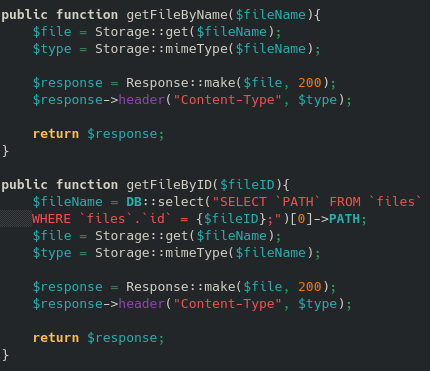 public function getFileByName($fileName){
    $file = Storage::get($fileName);
    $type = Storage::mimeType($fileName);

    $response = Response::make($file, 200);
    $response->header("Content-Type", $type);

    return $response;
}

public function getFileByID($fileID){
    $fileName = DB::select("SELECT `PATH` FROM `files`
    WHERE `files`.`id` = {$fileID};")[0]->PATH;
    $file = Storage::get($fileName);
    $type = Storage::mimeType($fileName);

    $response = Response::make($file, 200);
    $response->header("Content-Type", $type);

    return $response;
}